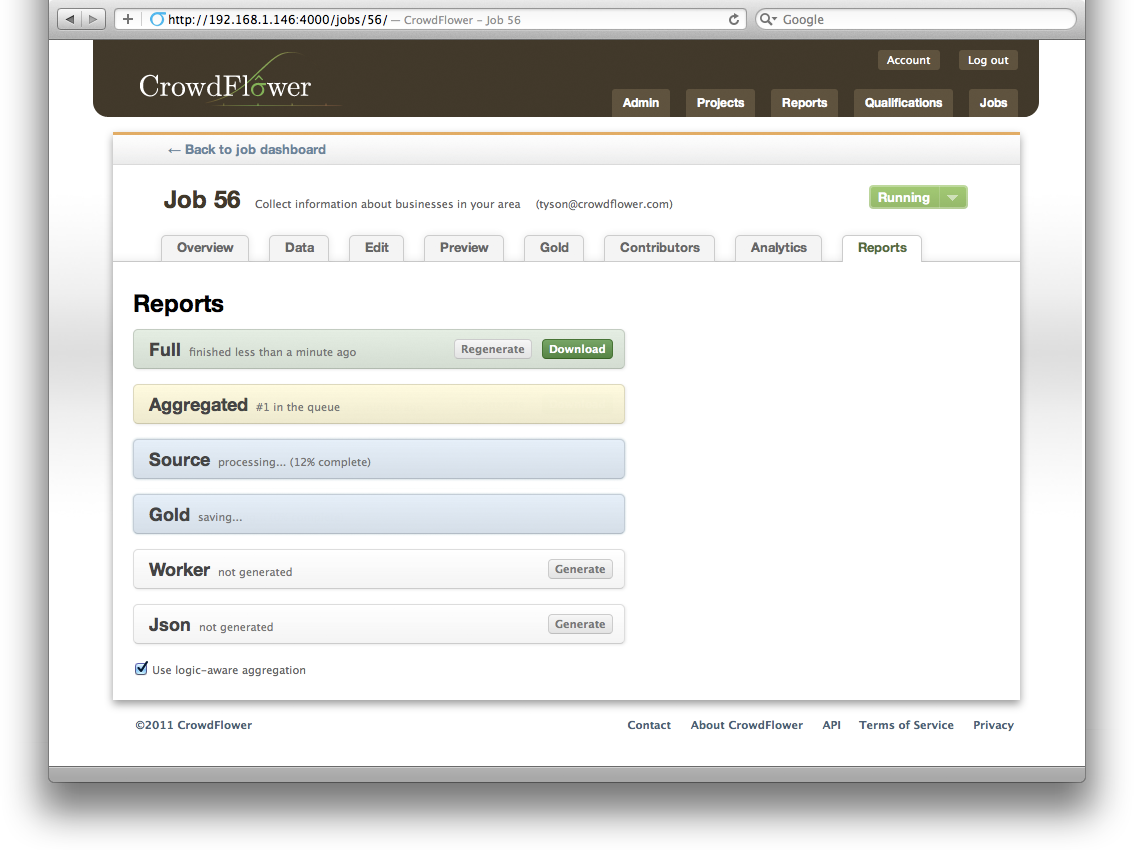 http://192.168.1.146:4000/jobs/56/ — CrowdFlower – Job 56
Google
CrowdFlower
Account Log out
Admin Projects Reports Qualifications Jobs
← Back to job dashboard
Job 56 Collect information about businesses in your area (tyson@crowdflower.com)
Running
Overview Data Edit Preview Gold Contributors Analytics Reports
Reports
Full finished less than a minute ago Regenerate Download
Aggregated #1 in the queue
Source processing... (12% complete)
Gold saving...
Worker not generated Generate
Json not generated Generate
Use logic-aware aggregation
©2011 CrowdFlower Contact About CrowdFlower API Terms of Service Privacy